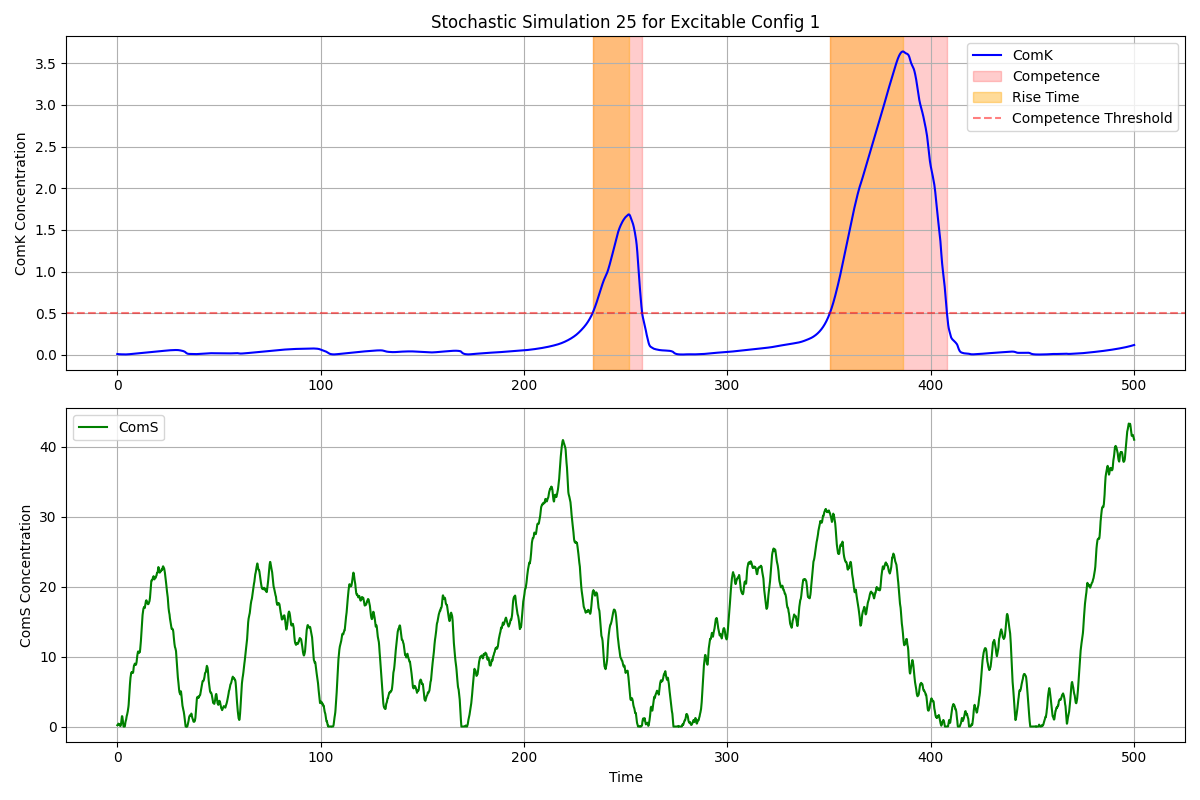 Stochastic Simulation 25 for Excitable Config 1
ComK Concentration
3.5
3.0
2.5
2.0
1.5
1.0
0.5
0.0
ComK
Competence
Rise Time
Competence Threshold
0 100 200 300 400 500
ComS Concentration
40
30
20
10
0
ComS
0 100 200 300 400 500
Time